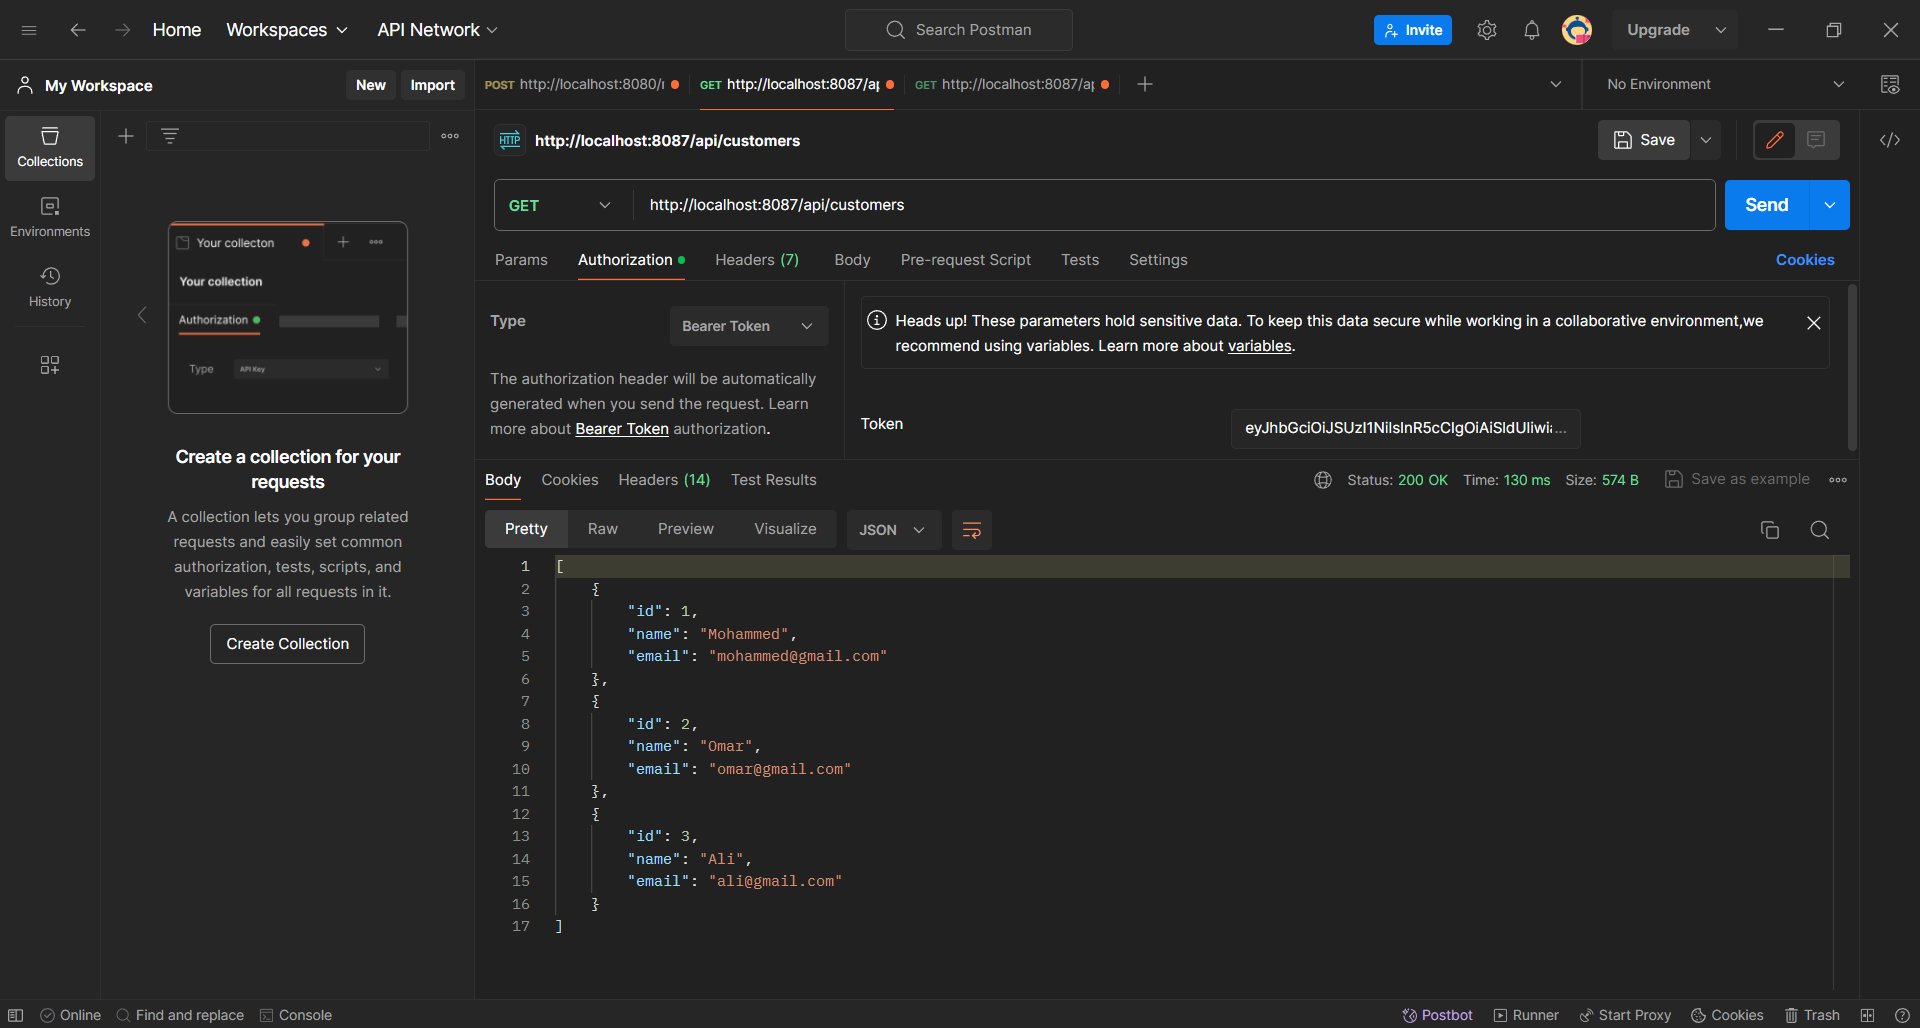 Home
Workspaces
API Network
Search Postman
Invite
Upgrade
My Workspace
New
Import
POST http://localhost:8080/
GET http://localhost:8087/ap
GET http://localhost:8087/ap
No Environment
Collections
Environments
History
Your collecton
Your collection
Authorization
Type
API Key
Create a collection for your
requests
A collection lets you group related
requests and easily set common
authorization, tests, scripts, and
variables for all requests in it.
Create Collection
HTTP
http://localhost:8087/api/customers
Save
GET
http://localhost:8087/api/customers
Send
Params
Authorization
Headers (7)
Body
Pre-request Script
Tests
Settings
Cookies
Type
Bearer Token
The authorization header will be automatically
generated when you send the request. Learn
more about Bearer Token authorization.
Heads up! These parameters hold sensitive data. To keep this data secure while working in a collaborative environment,we
recommend using variables. Learn more about variables.
Token
Body
Cookies
Headers (14)
Test Results
Status: 200 OK
Time: 130 ms
Size: 574 B
Save as example
Pretty
Raw
Preview
Visualize
JSON
1 [
2 {
3 "id": 1,
4 "name": "Mohammed",
5 "email": "mohammed@gmail.com"
6 },
7 {
8 "id": 2,
9 "name": "Omar",
10 "email": "omar@gmail.com"
11 },
12 {
13 "id": 3,
14 "name": "Ali",
15 "email": "ali@gmail.com"
16 }
17 ]
Online
Find and replace
Console
Postbot
Runner
Start Proxy
Cookies
Trash